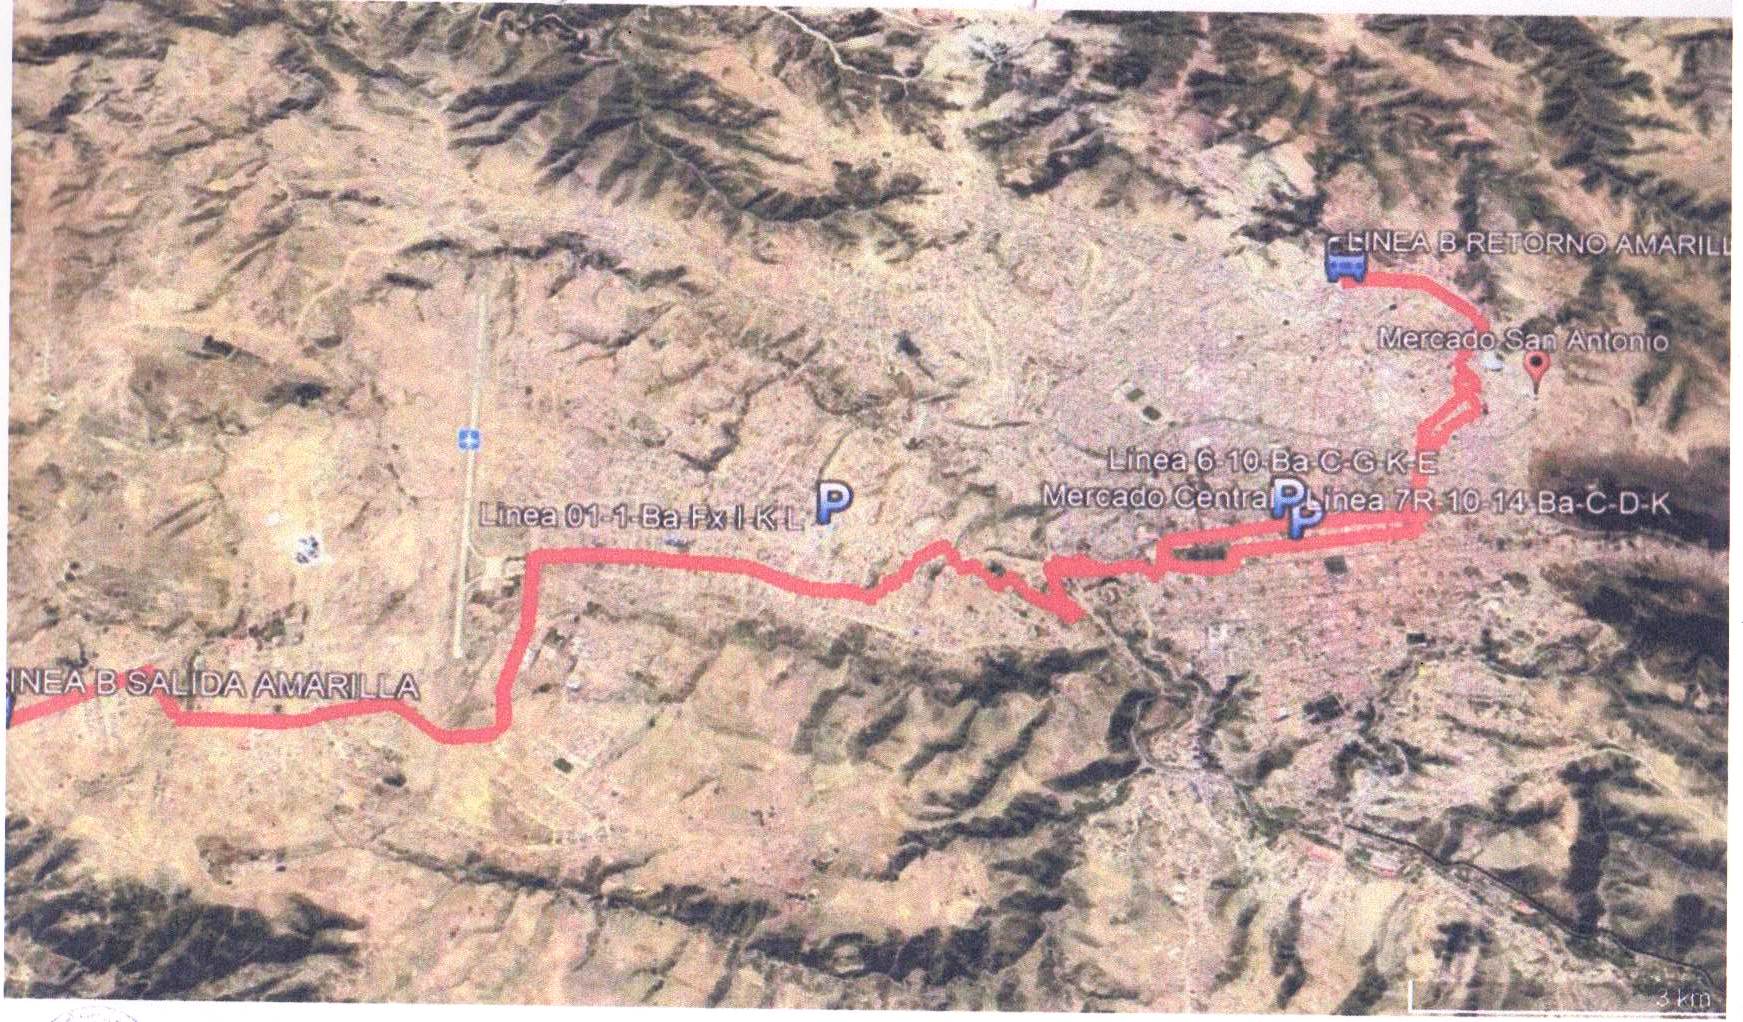 LINEA B RETORNO AMARILL
Mercado San Antonio
Linea 6-10-Ba-C-G-K-E
Mercado Central
P
P
Linea 7R-10-14-Ba-C-D-K
Linea 01-1-Ba-Fx-I-K-L
P
INEA B SALIDA AMARILLA
3 km